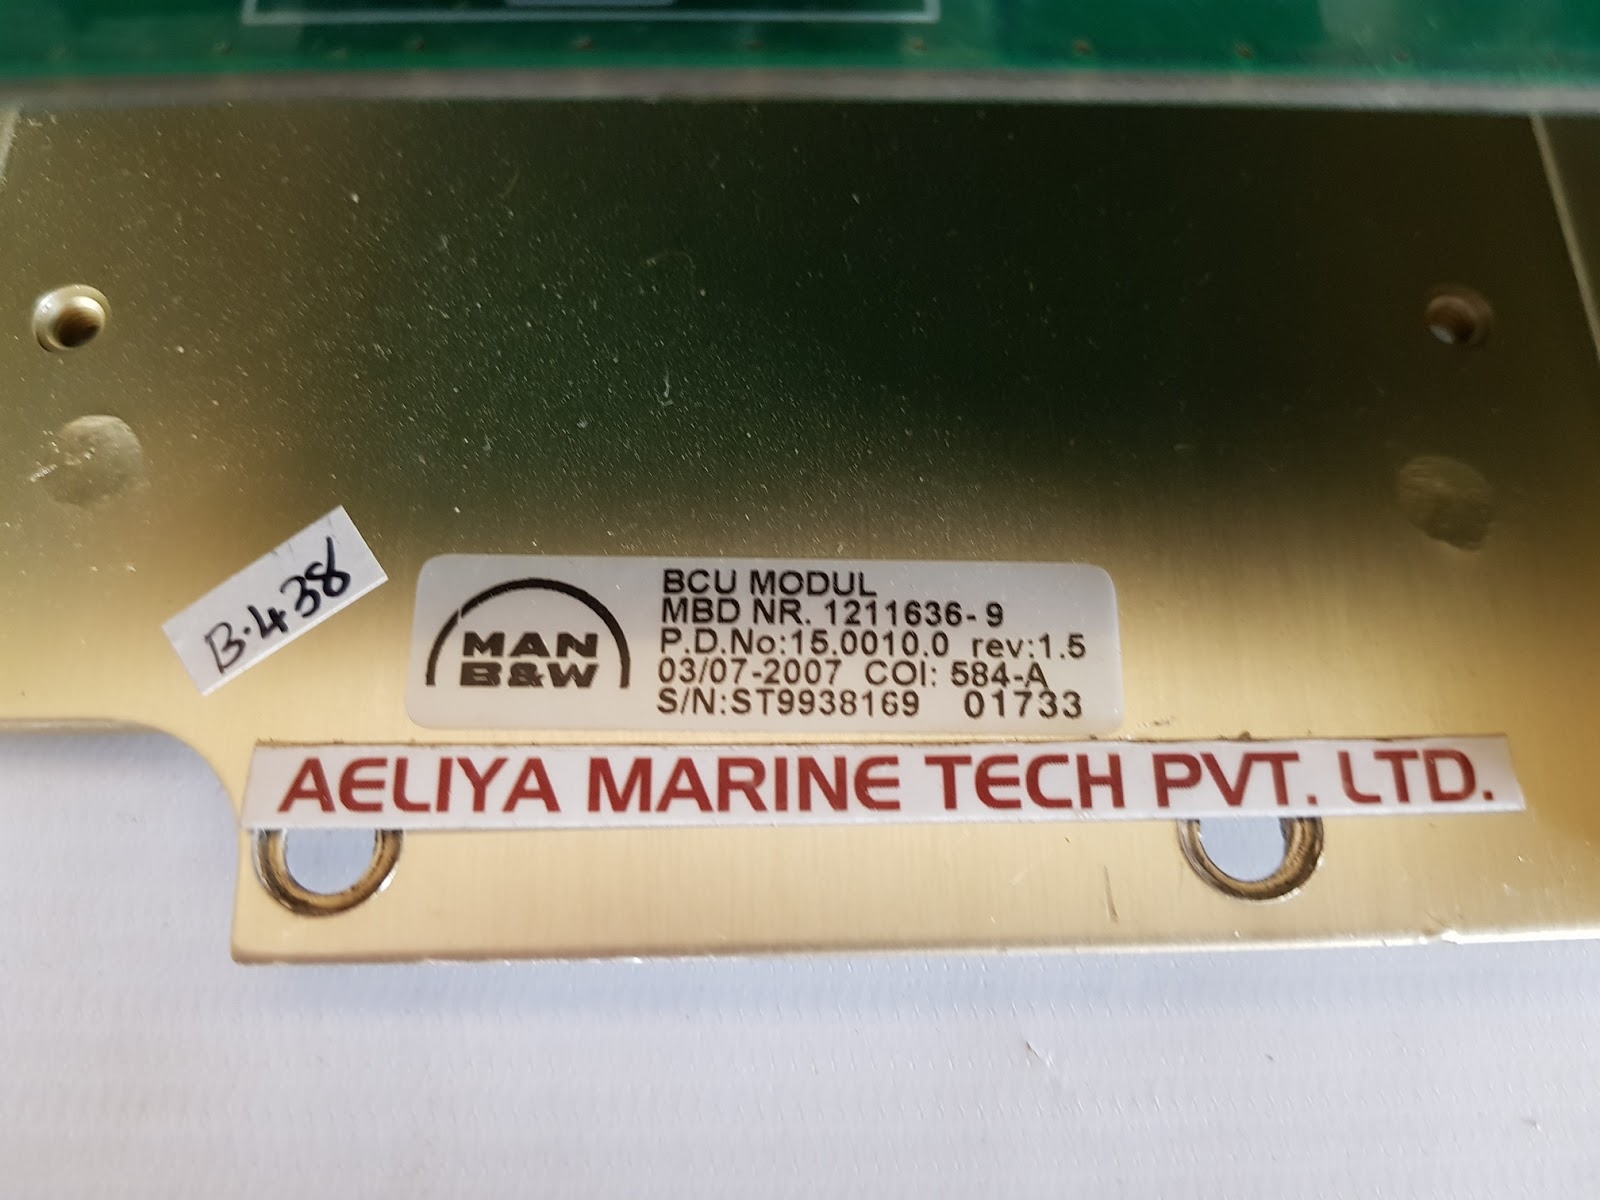 B.438
MAN
B&W
BCU MODUL
MBD NR. 1211636-9
P.D.No:15.0010.0 rev:1.5
03/07-2007 COI: 584-A
S/N:ST9938169 01733
AELIYA MARINE TECH PVT. LTD.